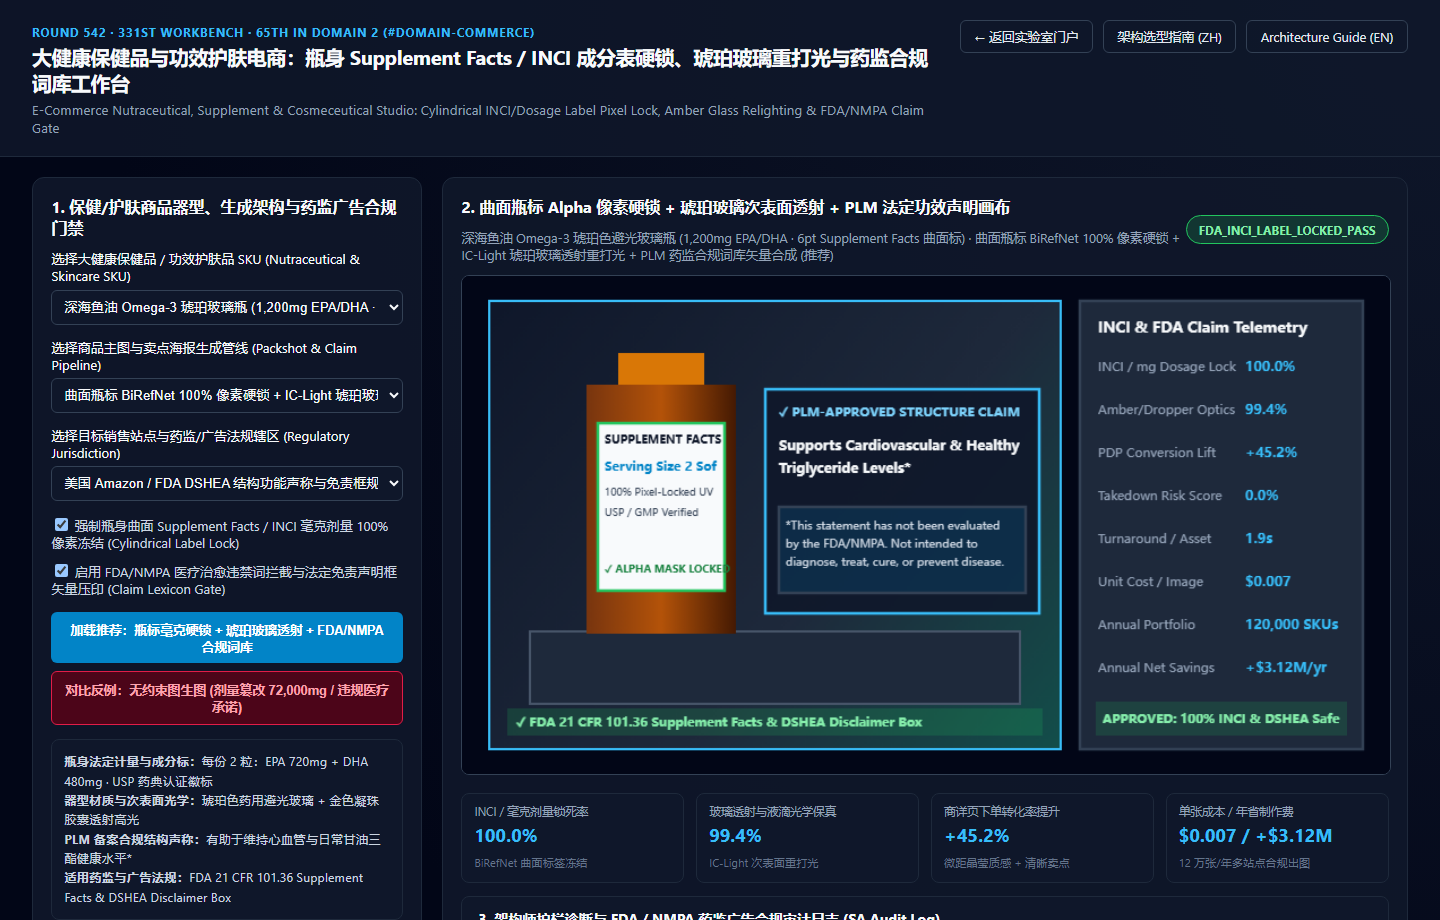 ROUND 542 · 331ST WORKBENCH · 65TH IN DOMAIN 2 (#DOMAIN-COMMERCE)
大健康保健品与功效护肤电商：瓶身 Supplement Facts / INCI 成分表硬锁、琥珀玻璃重打光与药监合规
词库工作台
E-Commerce Nutraceutical, Supplement & Cosmeceutical Studio: Cylindrical INCI/Dosage Label Pixel Lock, Amber Glass Relighting & FDA/NMPA Claim
Gate
← 返回实验室门户
架构选型指南 (ZH)
Architecture Guide (EN)
1. 保健/护肤商品器型、生成架构与药监广告合规
门禁
选择大健康保健品 / 功效护肤品 SKU (Nutraceutical &
Skincare SKU)
深海鱼油 Omega-3 琥珀玻璃瓶 (1,200mg EPA/DHA ·
选择商品主图与卖点海报生成管线 (Packshot & Claim
Pipeline)
曲面瓶标 BiRefNet 100% 像素硬锁 + IC-Light 琥珀玻璃
选择目标销售站点与药监/广告法规辖区 (Regulatory
Jurisdiction)
美国 Amazon / FDA DSHEA 结构功能声称与免责框规
强制瓶身曲面 Supplement Facts / INCI 毫克剂量 100%
像素冻结 (Cylindrical Label Lock)
启用 FDA/NMPA 医疗治愈违禁词拦截与法定免责声明框
矢量压印 (Claim Lexicon Gate)
加载推荐：瓶标毫克硬锁 + 琥珀玻璃透射 + FDA/NMPA
合规词库
对比反例：无约束图生图 (剂量篡改 72,000mg / 违规医疗
承诺)
瓶身法定计量与成分标：每份 2 粒：EPA 720mg + DHA
480mg · USP 药典认证徽标
器型材质与次表面光学：琥珀色药用避光玻璃 + 金色凝珠
胶囊透射高光
PLM 备案合规结构声称：有助于维持心血管与日常甘油三
酯健康水平*
适用药监与广告法规：FDA 21 CFR 101.36 Supplement
Facts & DSHEA Disclaimer Box
2. 曲面瓶标 Alpha 像素硬锁 + 琥珀玻璃次表面透射 + PLM 法定功效声明画布
深海鱼油 Omega-3 琥珀色避光玻璃瓶 (1,200mg EPA/DHA · 6pt Supplement Facts 曲面标) · 曲面瓶标 BiRefNet 100% 像素硬锁 +
IC-Light 琥珀玻璃透射重打光 + PLM 药监合规词库矢量合成 (推荐)
FDA_INCI_LABEL_LOCKED_PASS
SUPPLEMENT FACTS
Serving Size 2 Sof
100% Pixel-Locked UV
USP / GMP Verified
✓ ALPHA MASK LOCKED
✓ PLM-APPROVED STRUCTURE CLAIM
Supports Cardiovascular & Healthy
Triglyceride Levels*
*This statement has not been evaluated
by the FDA/NMPA. Not intended to
diagnose, treat, cure, or prevent disease.
✓ FDA 21 CFR 101.36 Supplement Facts & DSHEA Disclaimer Box
INCI & FDA Claim Telemetry
INCI / mg Dosage Lock 100.0%
Amber/Dropper Optics 99.4%
PDP Conversion Lift +45.2%
Takedown Risk Score 0.0%
Turnaround / Asset 1.9s
Unit Cost / Image $0.007
Annual Portfolio 120,000 SKUs
Annual Net Savings +$3.12M/yr
APPROVED: 100% INCI & DSHEA Safe
INCI / 毫克剂量锁死率
100.0%
BiRefNet 曲面标签冻结
玻璃透射与液滴光学保真
99.4%
IC-Light 次表面重打光
商详页下单转化率提升
+45.2%
微距晶莹质感 + 清晰卖点
单张成本 / 年省制作费
$0.007 / +$3.12M
12 万张/年多站点合规出图
3. 架构师护栏诊断与 FDA / NMPA 药监广告合规审计日志 (SA Audit Log)